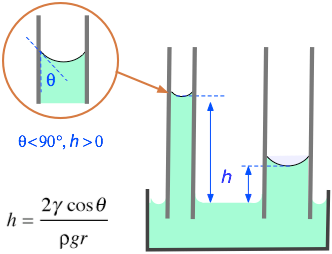 θ
θ<90°, h>0
h
h = 2γ cosθ / ρgr